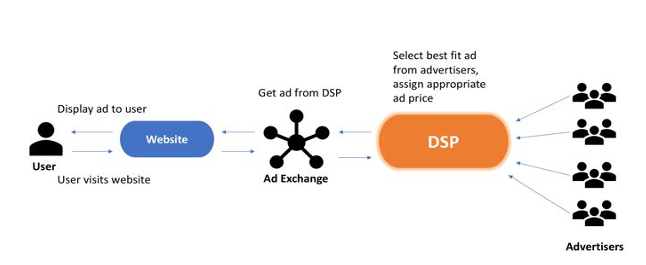 Select best fit ad
from advertisers,
assign appropriate
ad price
Get ad from DSP
Display ad to user
Website
DSP
User
Ad Exchange
User visits website
Advertisers